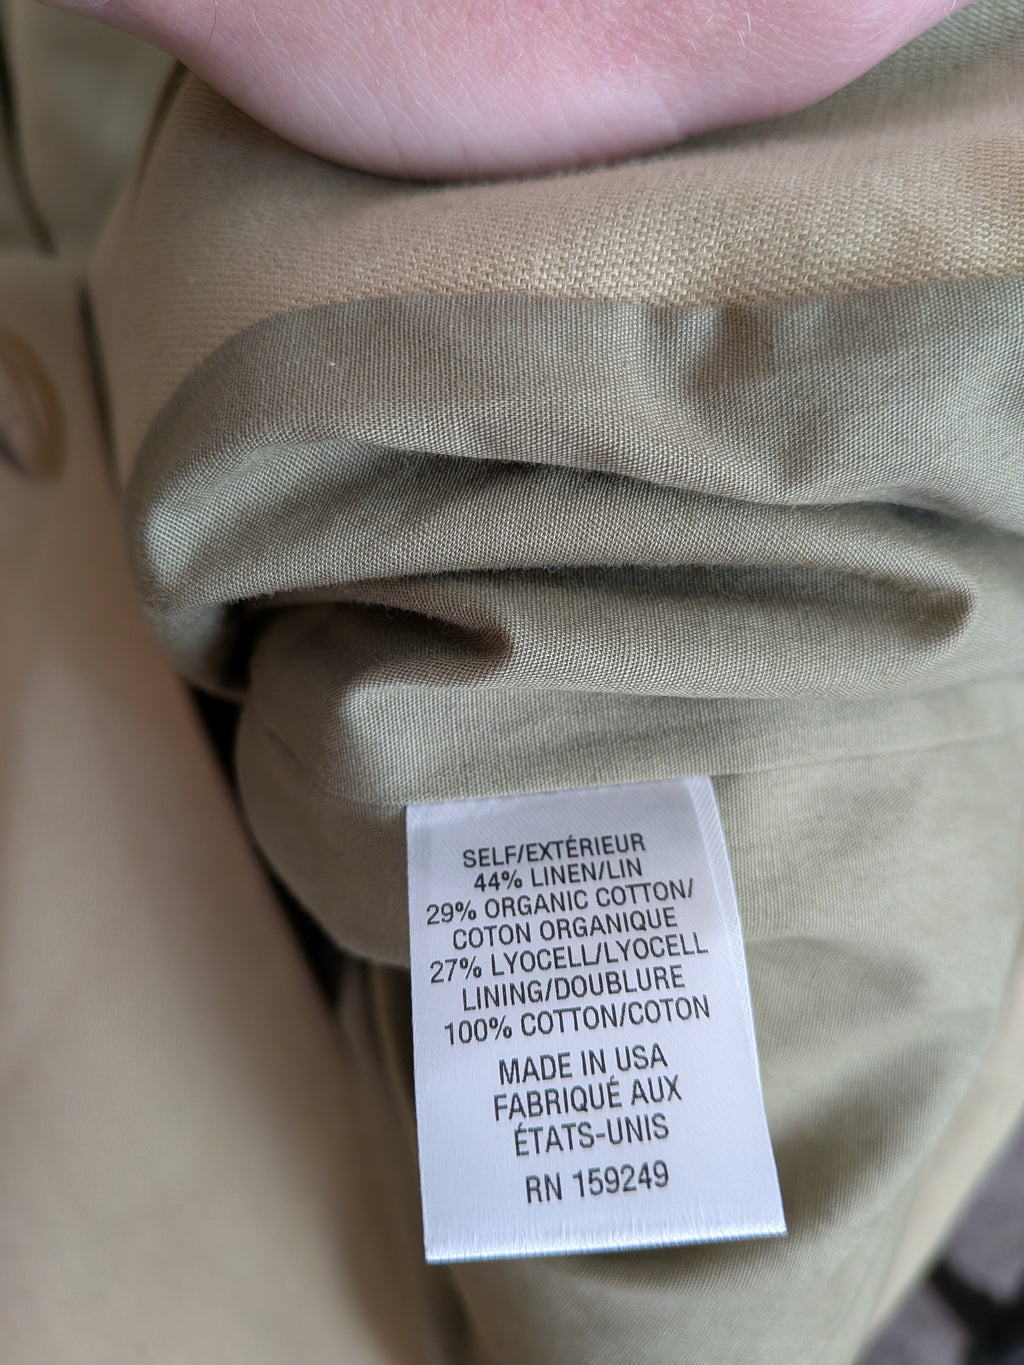 SELF/EXTÉRIEUR
44% LINEN/LIN
29% ORGANIC COTTON/
COTON ORGANIQUE
27% LYOCELL/LYOCELL
LINING/DOUBLURE
100% COTTON/COTON
MADE IN USA
FABRIQUÉ AUX
ÉTATS-UNIS
RN 159249